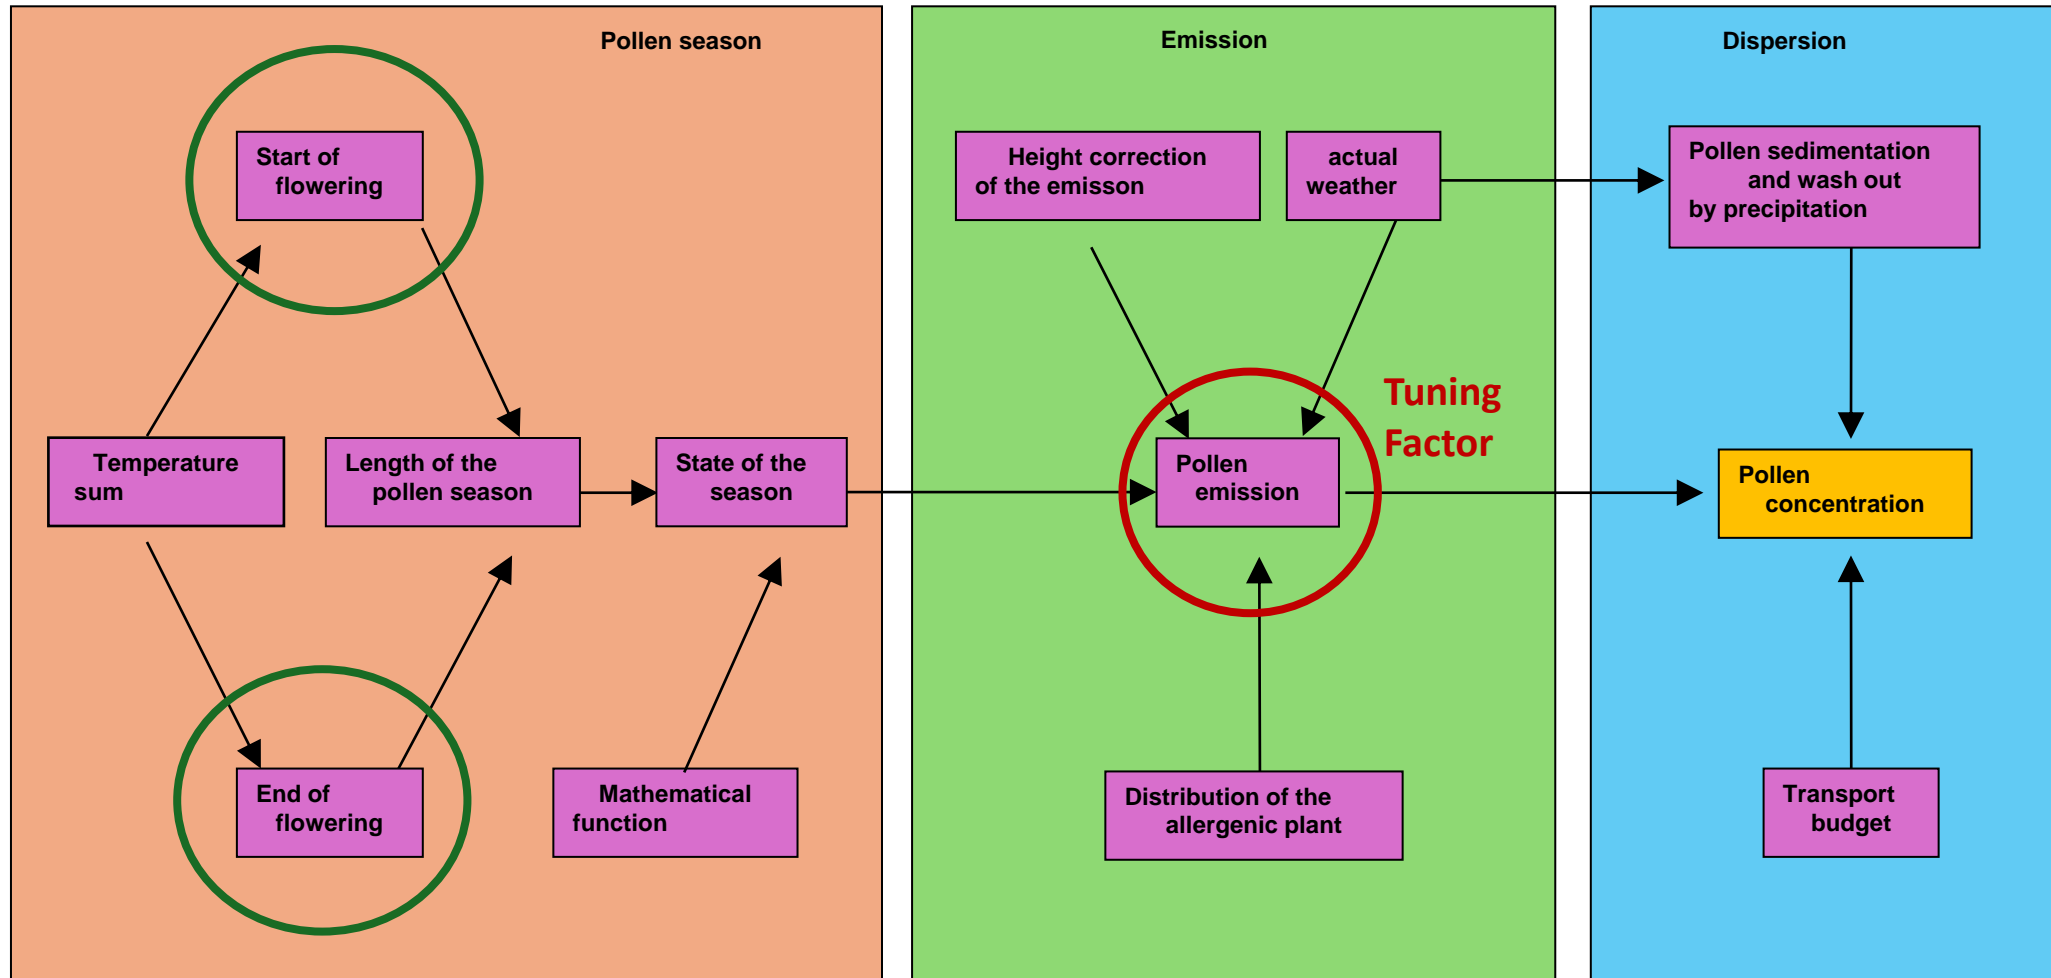 Pollen season
Start of
flowering
Temperature
sum
Length of the
pollen season
State of the
season
End of
flowering
Mathematical
function
Emission
Height correction
of the emisson
actual
weather
Tuning
Factor
Pollen
emission
Distribution of the
allergenic plant
Dispersion
Pollen sedimentation
and wash out
by precipitation
Pollen
concentration
Transport
budget